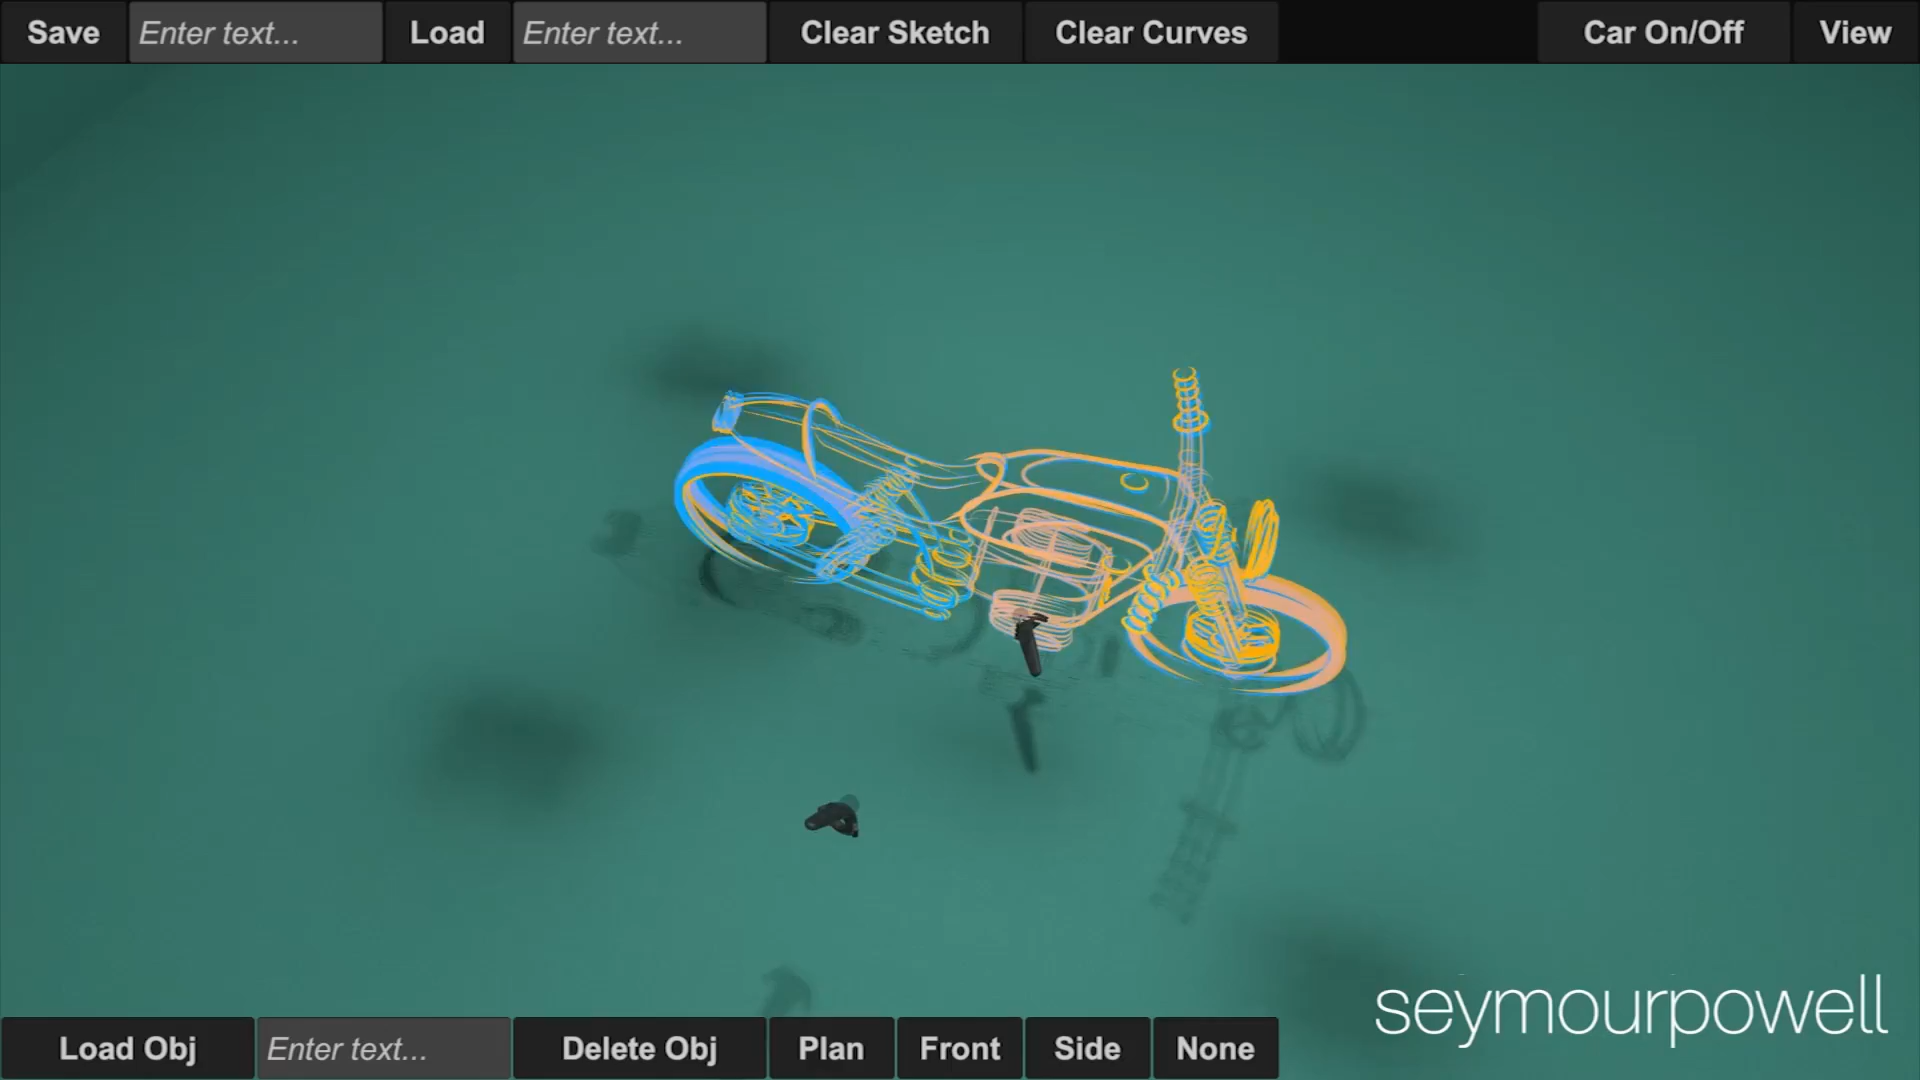 Save Enter text... Load Enter text... Clear Sketch Clear Curves Car On/Off View
seymourpowell
Load Obj Enter text... Delete Obj Plan Front Side None